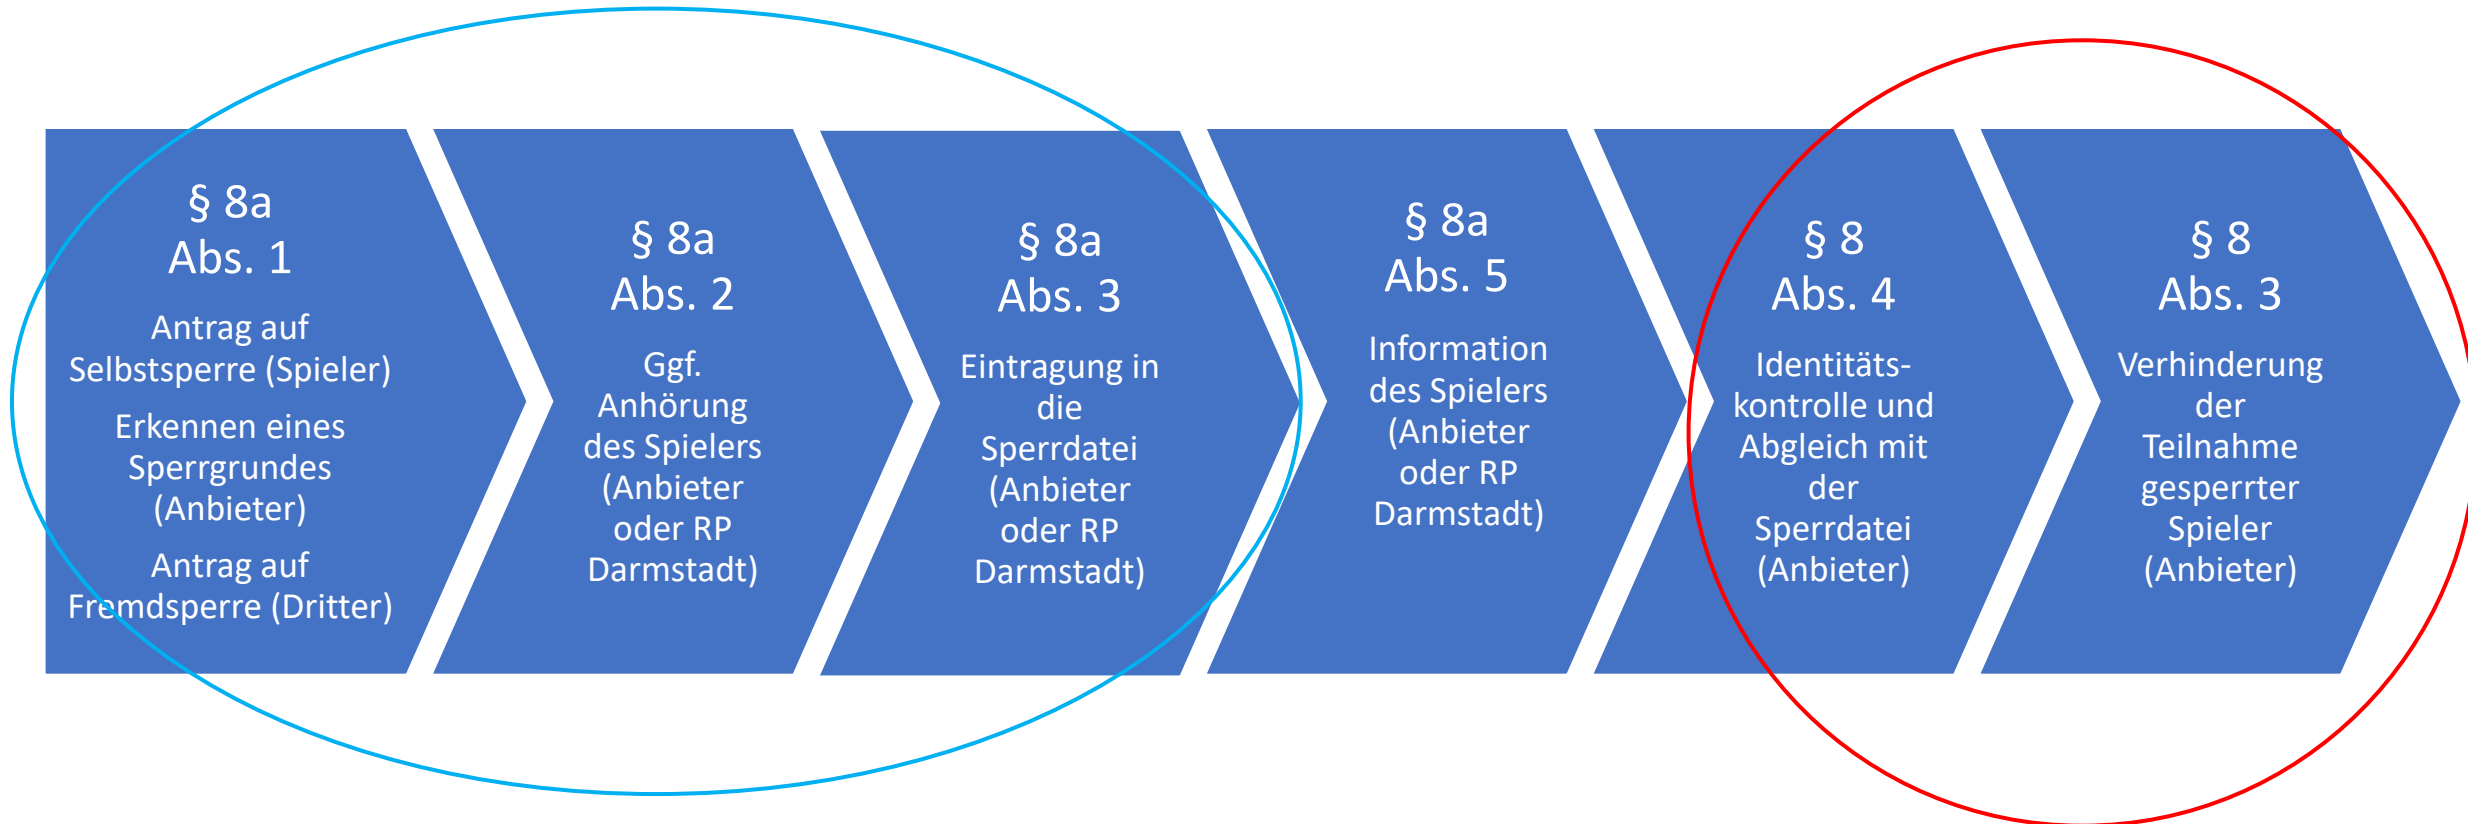 § 8a
Abs. 1
Antrag auf
Selbstsperre (Spieler)
Erkennen eines
Sperrgrundes
(Anbieter)
Antrag auf
Fremdsperre (Dritter)
§ 8a
Abs. 2
Ggf.
Anhörung
des Spielers
(Anbieter
oder RP
Darmstadt)
§ 8a
Abs. 3
Eintragung in
die
Sperrdatei
(Anbieter
oder RP
Darmstadt)
§ 8a
Abs. 5
Information
des Spielers
(Anbieter
oder RP
Darmstadt)
§ 8
Abs. 4
Identitäts-
kontrolle und
Abgleich mit
der
Sperrdatei
(Anbieter)
§ 8
Abs. 3
Verhinderung
der
Teilnahme
gesperrter
Spieler
(Anbieter)